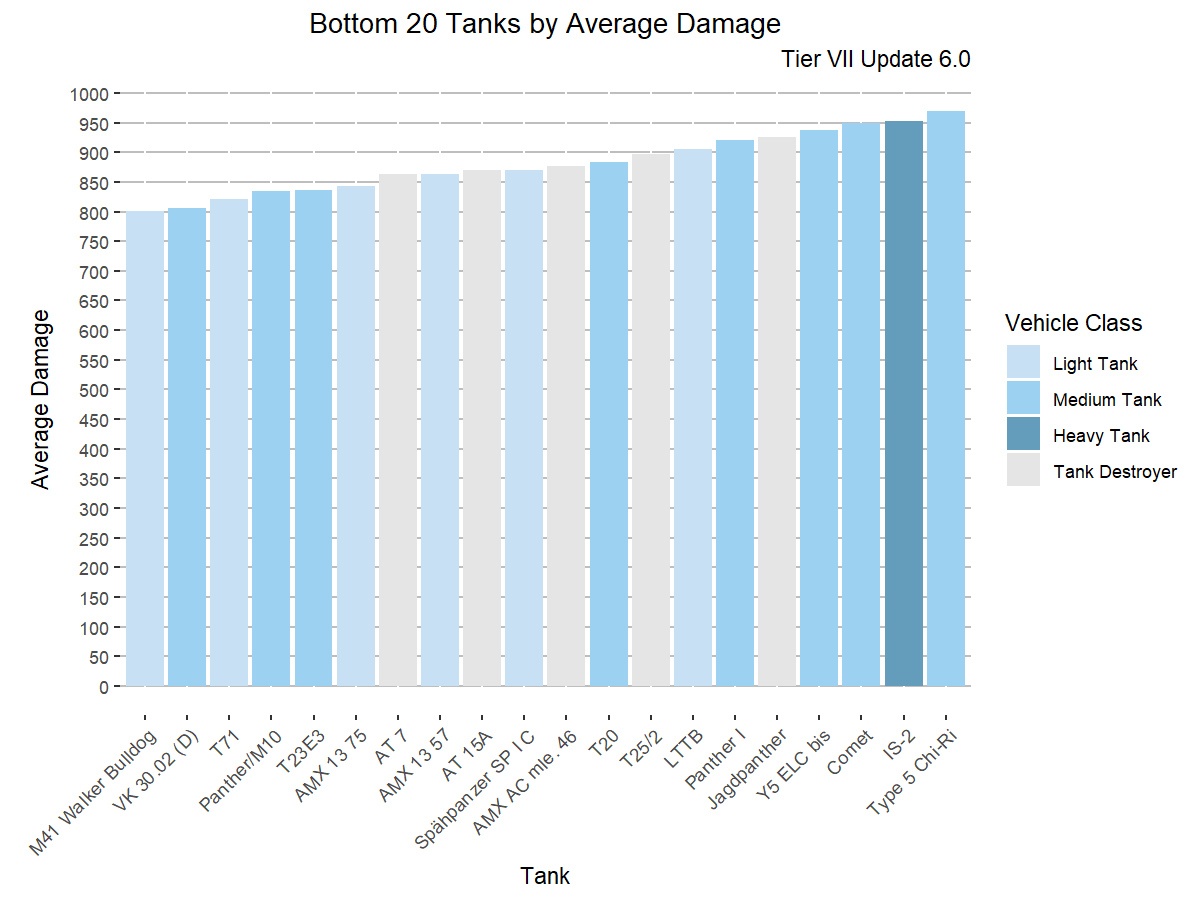 Bottom 20 Tanks by Average Damage
Tier VII Update 6.0
Average Damage
1000
950
900
850
800
750
700
650
600
550
500
450
400
350
300
250
200
150
100
50
0
M41 Walker Bulldog
VK 30.02 (D)
T71
Panther/M10
T23E3
AMX 13 75
AT 7
AMX 13 57
AT 15A
Spähpanzer SP I C
AMX AC mle. 46
T20
T25/2
LTTB
Panther I
Jagdpanther
Y5 ELC bis
Comet
IS-2
Type 5 Chi-Ri
Tank
Vehicle Class
Light Tank
Medium Tank
Heavy Tank
Tank Destroyer